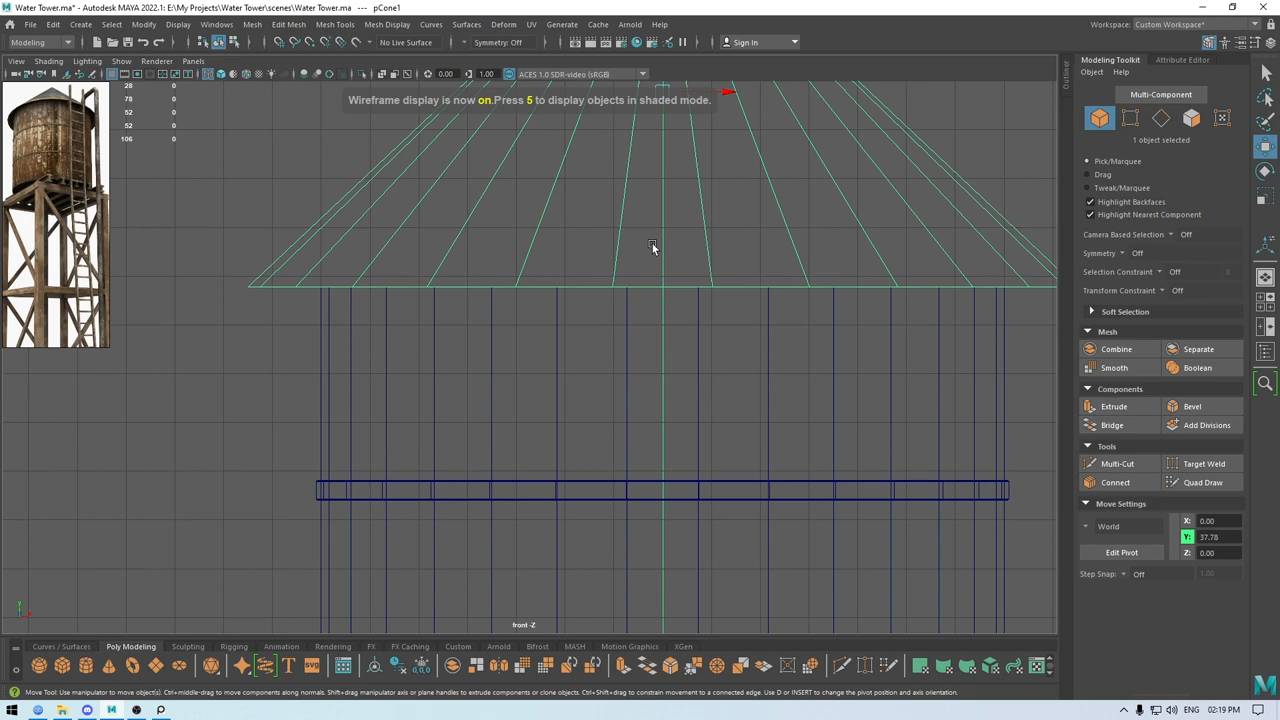 Water Tower.ma* - Autodesk MAYA 2022.1: E:\My Projects\Water Tower\scenes\Water Tower.ma --- pCone1
File Edit Create Select Modify Display Windows Mesh Edit Mesh Mesh Tools Mesh Display Curves Surfaces Deform UV Generate Cache Arnold Help
Workspace: Custom Workspace*
Modeling No Live Surface Symmetry: Off Sign In
View Shading Lighting Show Renderer Panels
0.00 1.00 ACES 1.0 SDR-video (sRGB)
Modeling Toolkit Attribute Editor
Object Help
Outliner
28 0
78 0
52 0
52 0
106 0
Wireframe display is now on.Press 5 to display objects in shaded mode.
Multi-Component
1 object selected
Pick/Marquee
Drag
Tweak/Marquee
Highlight Backfaces
Highlight Nearest Component
Camera Based Selection Off
Symmetry Off
Selection Constraint Off 0
Transform Constraint Off
Soft Selection
Mesh
Combine Separate
Smooth Boolean
Components
Extrude Bevel
Bridge Add Divisions
Tools
Multi-Cut Target Weld
Connect Quad Draw
Move Settings
World
X: 0.00
Y: 37.78
Z: 0.00
Edit Pivot
Step Snap: Off 1.00
y
x
front -Z
Curves / Surfaces Poly Modeling Sculpting Rigging Animation Rendering FX FX Caching Custom Arnold Bifrost MASH Motion Graphics XGen
T svg 0,0,0
Move Tool: Use manipulator to move object(s). Ctrl+middle-drag to move components along normals. Shift+drag manipulator axis or plane handles to extrude components or clone objects. Ctrl+Shift+drag to constrain movement to a connected edge. Use D or INSERT to change the pivot position and axis orientation.
ENG 02:19 PM